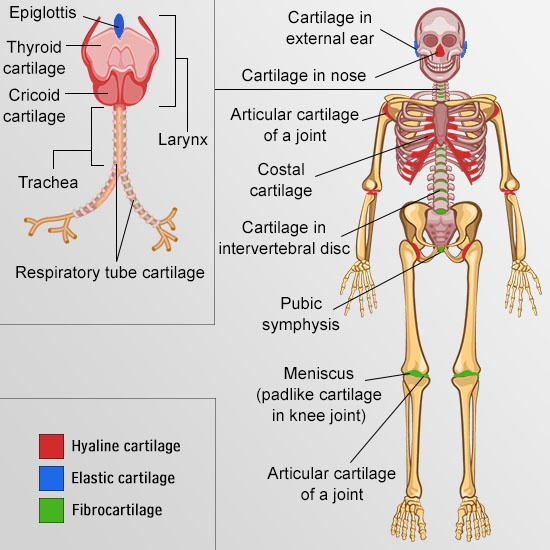 Epiglottis
Thyroid
cartilage
Cricoid
cartilage
Larynx
Trachea
Respiratory tube cartilage
Cartilage in
external ear
Cartilage in nose
Articular cartilage
of a joint
Costal
cartilage
Cartilage in
intervertebral disc
Pubic
symphysis
Meniscus
(padlike cartilage
in knee joint)
Articular cartilage
of a joint
Hyaline cartilage
Elastic cartilage
Fibrocartilage